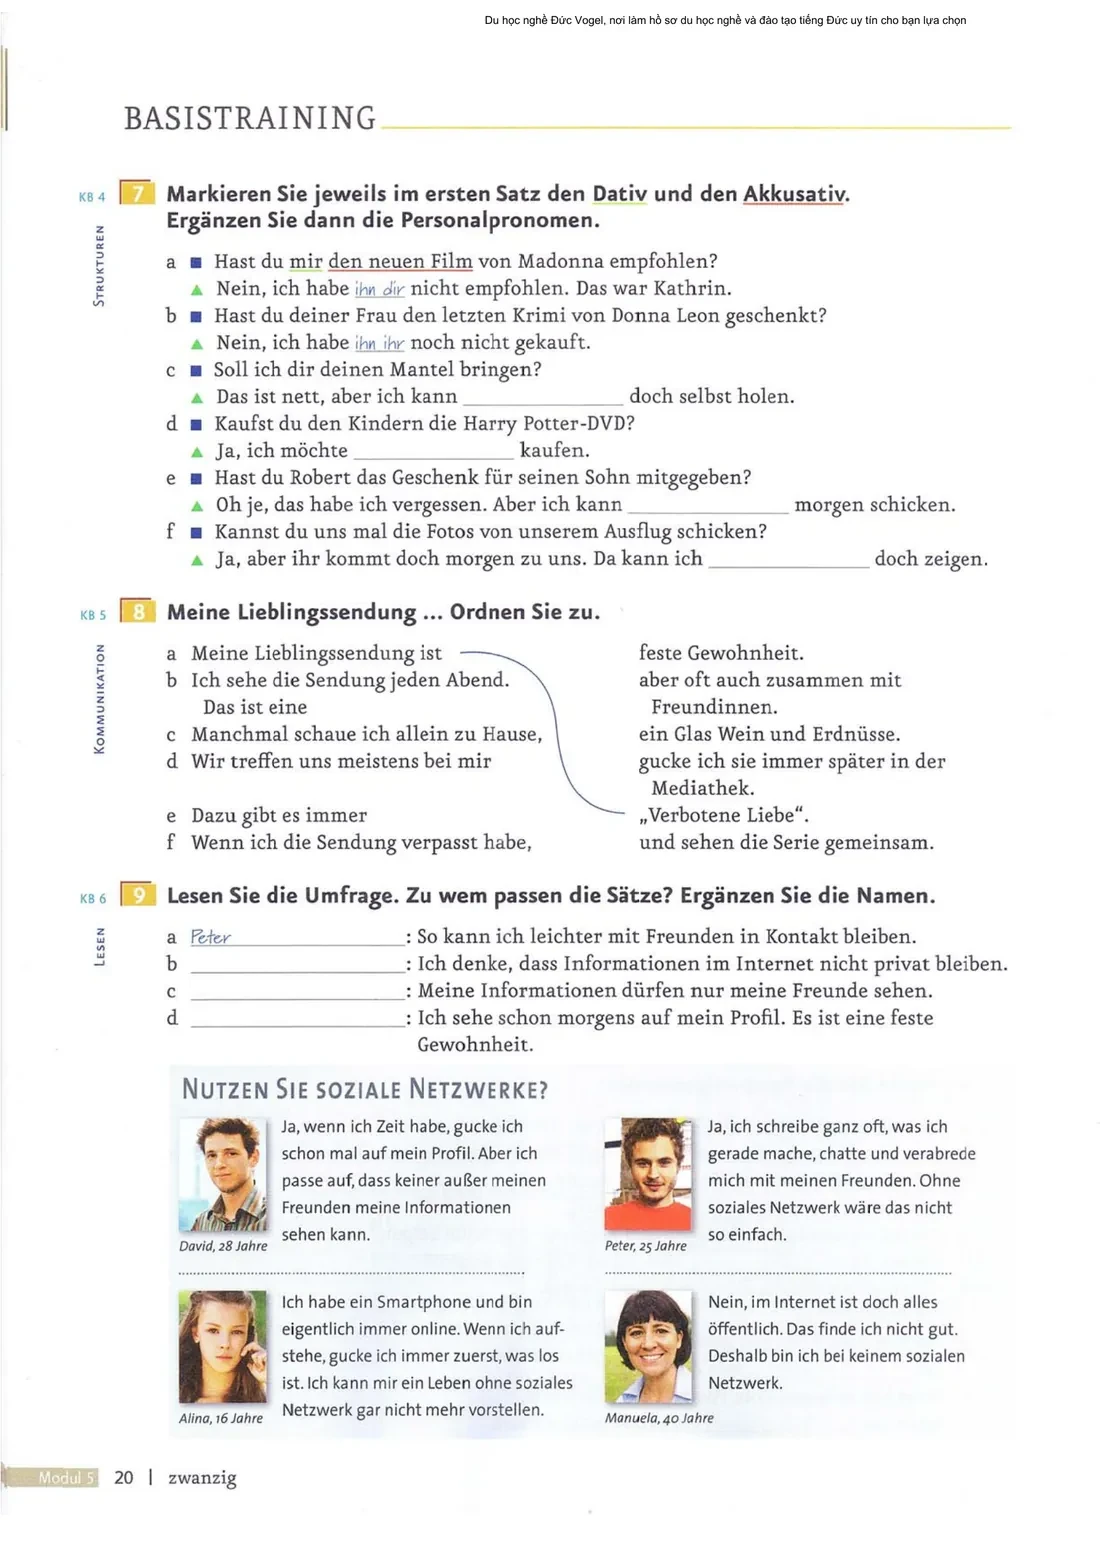 Du học nghề Đức Vogel, nơi làm hồ sơ du học nghề và đào tạo tiếng Đức uy tín cho bạn lựa chọn
BASISTRAINING
KB 4 7 Markieren Sie jeweils im ersten Satz den Dativ und den Akkusativ.
Ergänzen Sie dann die Personalpronomen.
STRUKTUREN
a ■ Hast du mir den neuen Film von Madonna empfohlen?
▲ Nein, ich habe ihn dir nicht empfohlen. Das war Kathrin.
b ■ Hast du deiner Frau den letzten Krimi von Donna Leon geschenkt?
▲ Nein, ich habe ihn ihr noch nicht gekauft.
c ■ Soll ich dir deinen Mantel bringen?
▲ Das ist nett, aber ich kann ______________ doch selbst holen.
d ■ Kaufst du den Kindern die Harry Potter-DVD?
▲ Ja, ich möchte ______________ kaufen.
e ■ Hast du Robert das Geschenk für seinen Sohn mitgegeben?
▲ Oh je, das habe ich vergessen. Aber ich kann ______________ morgen schicken.
f ■ Kannst du uns mal die Fotos von unserem Ausflug schicken?
▲ Ja, aber ihr kommt doch morgen zu uns. Da kann ich ______________ doch zeigen.
KB 5 8 Meine Lieblingssendung ... Ordnen Sie zu.
KOMMUNIKATION
a Meine Lieblingssendung ist
b Ich sehe die Sendung jeden Abend.
Das ist eine
c Manchmal schaue ich allein zu Hause,
d Wir treffen uns meistens bei mir
e Dazu gibt es immer
f Wenn ich die Sendung verpasst habe,
feste Gewohnheit.
aber oft auch zusammen mit
Freundinnen.
ein Glas Wein und Erdnüsse.
gucke ich sie immer später in der
Mediathek.
„Verbotene Liebe“.
und sehen die Serie gemeinsam.
KB 6 9 Lesen Sie die Umfrage. Zu wem passen die Sätze? Ergänzen Sie die Namen.
LESEN
a Peter : So kann ich leichter mit Freunden in Kontakt bleiben.
b ______________ : Ich denke, dass Informationen im Internet nicht privat bleiben.
c ______________ : Meine Informationen dürfen nur meine Freunde sehen.
d ______________ : Ich sehe schon morgens auf mein Profil. Es ist eine feste
Gewohnheit.
NUTZEN SIE SOZIALE NETZWERKE?
Ja, wenn ich Zeit habe, gucke ich
schon mal auf mein Profil. Aber ich
passe auf, dass keiner außer meinen
Freunden meine Informationen
sehen kann.
David, 28 Jahre
Ja, ich schreibe ganz oft, was ich
gerade mache, chatte und verabrede
mich mit meinen Freunden. Ohne
soziales Netzwerk wäre das nicht
so einfach.
Peter, 25 Jahre
Ich habe ein Smartphone und bin
eigentlich immer online. Wenn ich auf-
stehe, gucke ich immer zuerst, was los
ist. Ich kann mir ein Leben ohne soziales
Netzwerk gar nicht mehr vorstellen.
Alina, 16 Jahre
Nein, im Internet ist doch alles
öffentlich. Das finde ich nicht gut.
Deshalb bin ich bei keinem sozialen
Netzwerk.
Manuela, 40 Jahre
Modul 5 20 | zwanzig